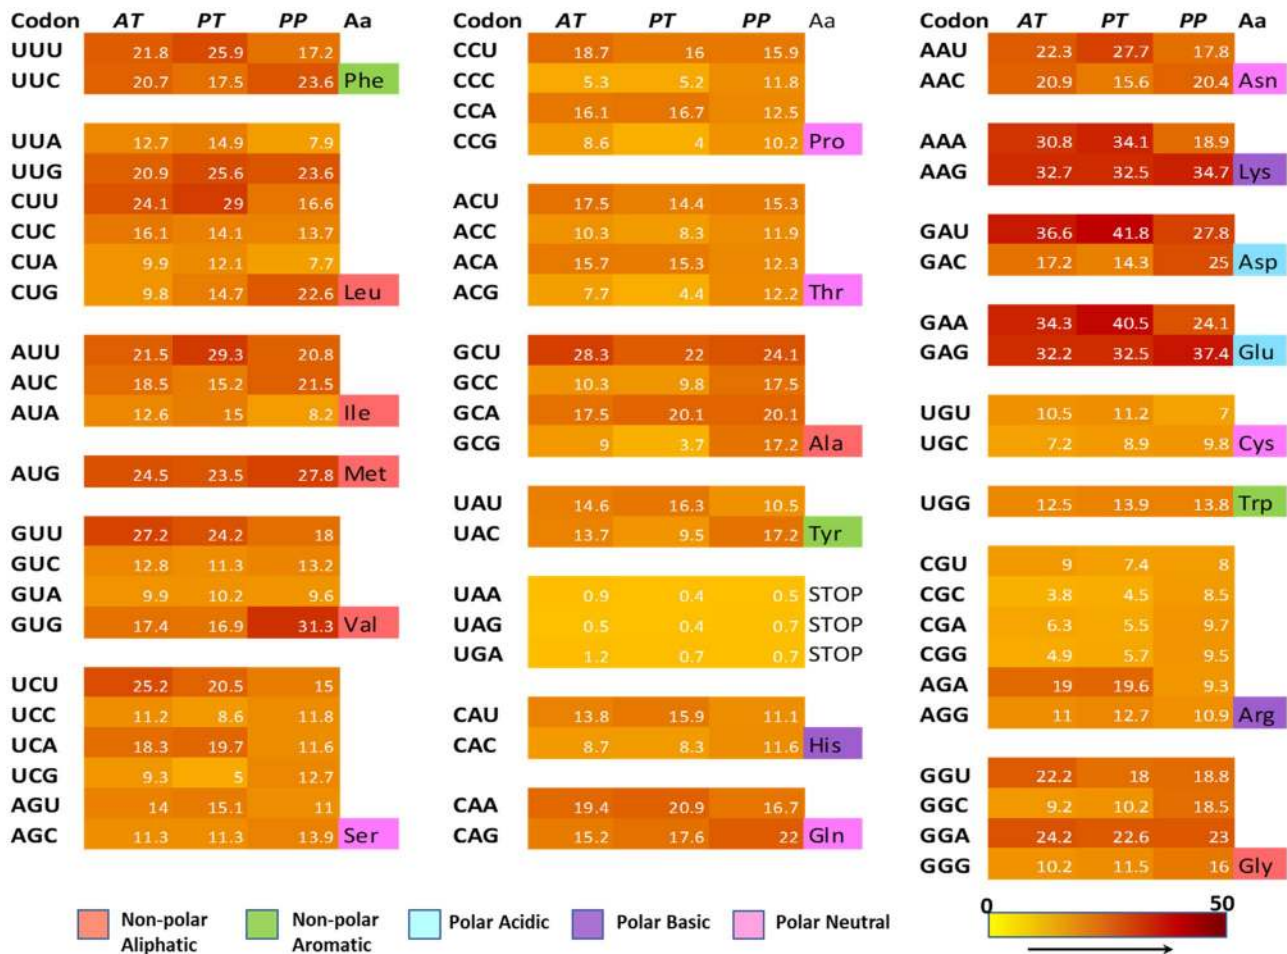 Codon AT PT PP Aa
UUU 21.8 25.9 17.2
UUC 20.7 17.5 23.6 Phe
UUA 12.7 14.9 7.9
UUG 20.9 25.6 23.6
CUU 24.1 29 16.6
CUC 16.1 14.1 13.7
CUA 9.9 12.1 7.7
CUG 9.8 14.7 22.6 Leu
AUU 21.5 29.3 20.8
AUC 18.5 15.2 21.5
AUA 12.6 15 8.2 Ile
AUG 24.5 23.5 27.8 Met
GUU 27.2 24.2 18
GUC 12.8 11.3 13.2
GUA 9.9 10.2 9.6
GUG 17.4 16.9 31.3 Val
UCU 25.2 20.5 15
UCC 11.2 8.6 11.8
UCA 18.3 19.7 11.6
UCG 9.3 5 12.7
AGU 14 15.1 11
AGC 11.3 11.3 13.9 Ser
Codon AT PT PP Aa
CCU 18.7 16 15.9
CCC 5.3 5.2 11.8
CCA 16.1 16.7 12.5
CCG 8.6 4 10.2 Pro
ACU 17.5 14.4 15.3
ACC 10.3 8.3 11.9
ACA 15.7 15.3 12.3
ACG 7.7 4.4 12.2 Thr
GCU 28.3 22 24.1
GCC 10.3 9.8 17.5
GCA 17.5 20.1 20.1
GCG 9 3.7 17.2 Ala
UAU 14.6 16.3 10.5
UAC 13.7 9.5 17.2 Tyr
UAA 0.9 0.4 0.5 STOP
UAG 0.5 0.4 0.7 STOP
UGA 1.2 0.7 0.7 STOP
CAU 13.8 15.9 11.1
CAC 8.7 8.3 11.6 His
CAA 19.4 20.9 16.7
CAG 15.2 17.6 22 Gln
Codon AT PT PP Aa
AAU 22.3 27.7 17.8
AAC 20.9 15.6 20.4 Asn
AAA 30.8 34.1 18.9
AAG 32.7 32.5 34.7 Lys
GAU 36.6 41.8 27.8
GAC 17.2 14.3 25 Asp
GAA 34.3 40.5 24.1
GAG 32.2 32.5 37.4 Glu
UGU 10.5 11.2 7
UGC 7.2 8.9 9.8 Cys
UGG 12.5 13.9 13.8 Trp
CGU 9 7.4 8
CGC 3.8 4.5 8.5
CGA 6.3 5.5 9.7
CGG 4.9 5.7 9.5
AGA 19 19.6 9.3
AGG 11 12.7 10.9 Arg
GGU 22.2 18 18.8
GGC 9.2 10.2 18.5
GGA 24.2 22.6 23
GGG 10.2 11.5 16 Gly
Non-polar
Aliphatic
Non-polar
Aromatic
Polar Acidic
Polar Basic
Polar Neutral
0 50